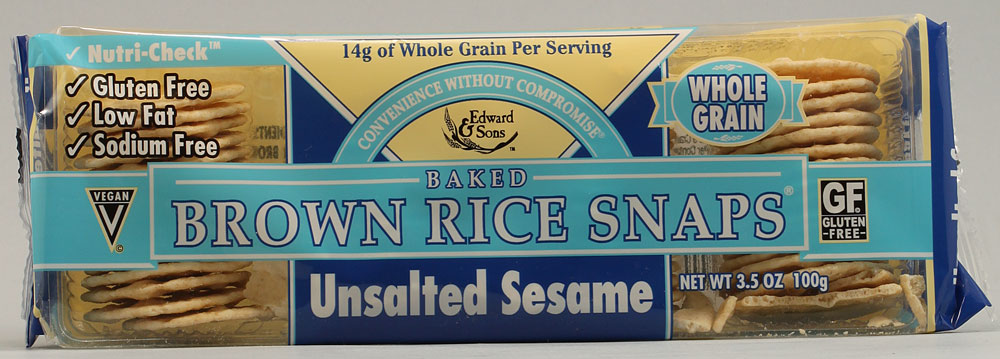 ✓ Nutri-Check™
✓ Gluten Free
✓ Low Fat
✓ Sodium Free
14g of Whole Grain Per Serving
CONVENIENCE WITHOUT COMPROMISE®
Edward
& Sons™
WHOLE
GRAIN
VEGAN
V
©
BAKED
BROWN RICE SNAPS®
GF®
GLUTEN
-FREE-
Unsalted Sesame
NET WT 3.5 OZ 100g